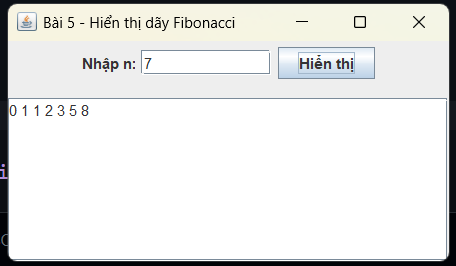 Bài 5 - Hiển thị dãy Fibonacci
Nhập n: 7 Hiển thị
0 1 1 2 3 5 8